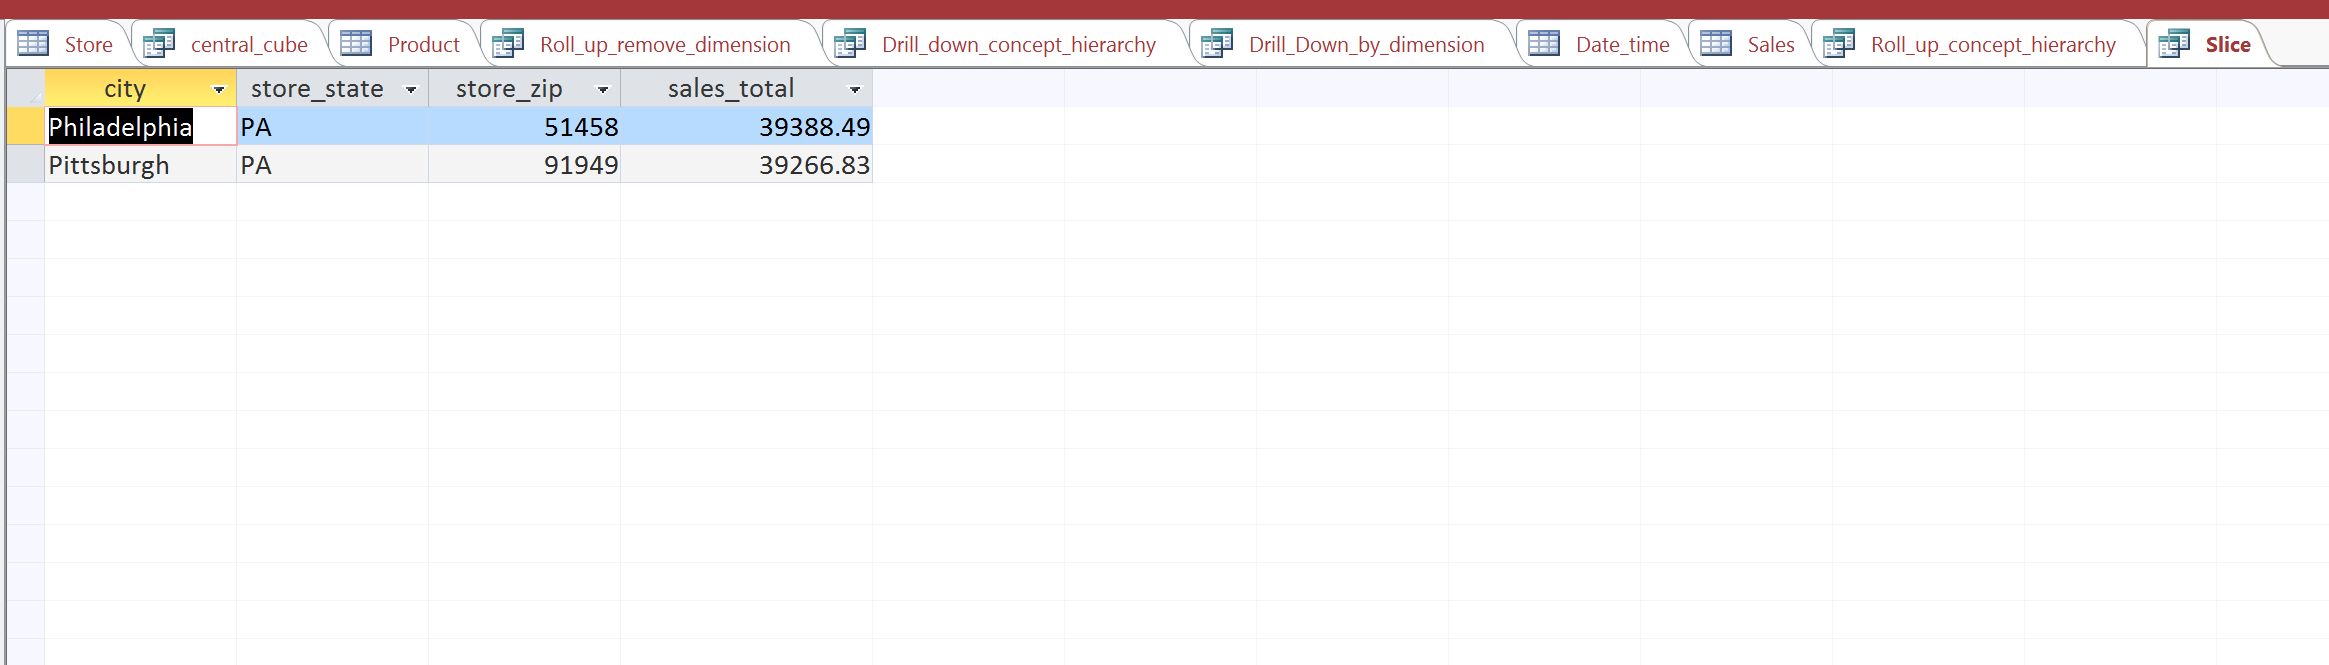 Store central_cube Product Roll_up_remove_dimension Drill_down_concept_hierarchy Drill_Down_by_dimension Date_time Sales Roll_up_concept_hierarchy Slice
city store_state store_zip sales_total
Philadelphia PA 51458 39388.49
Pittsburgh PA 91949 39266.83